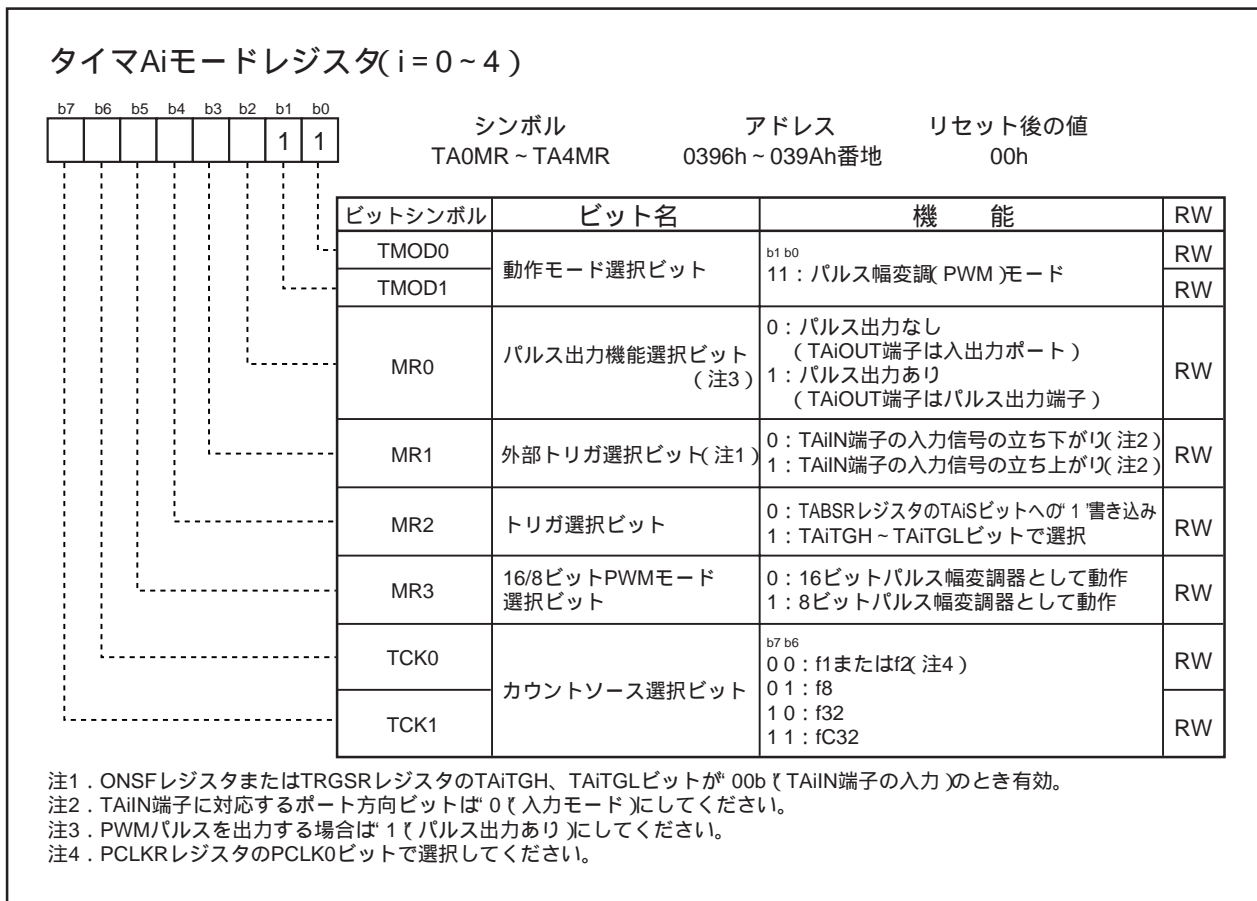 タイマAiモードレジスタ( i = 0 ~ 4 )
b7 b6 b5 b4 b3 b2 b1 b0
1 1
シンボル アドレス リセット後の値
TA0MR ~ TA4MR 0396h ~ 039Ah番地 00h
ビットシンボル ビット名 機 能 RW
TMOD0 動作モード選択ビット b1 b0 RW
TMOD1 11 : パルス幅変調( PWM )モード RW
MR0 パルス出力機能選択ビット
( 注3 )
0 : パルス出力なし
( TAiOUT端子は入出力ポート )
1 : パルス出力あり
( TAiOUT端子はパルス出力端子 )
RW
MR1 外部トリガ選択ビット( 注1 )
0 : TAiIN端子の入力信号の立ち下がり( 注2 )
1 : TAiIN端子の入力信号の立ち上がり( 注2 )
RW
MR2 トリガ選択ビット
0 : TABSRレジスタのTAiSビットへの“ 1 ”書き込み
1 : TAiTGH ~ TAiTGLビットで選択
RW
MR3 16/8ビットPWMモード
選択ビット
0 : 16ビットパルス幅変調器として動作
1 : 8ビットパルス幅変調器として動作
RW
TCK0 RW
TCK1 RW
カウントソース選択ビット
b7 b6
0 0 : f1またはf2( 注4 )
0 1 : f8
1 0 : f32
1 1 : fC32
注1 . ONSFレジスタまたはTRGSRレジスタのTAiTGH、TAiTGLビットが“ 00b ”( TAiIN端子の入力 )のとき有効。
注2 . TAiIN端子に対応するポート方向ビットは“ 0 ”( 入力モード )にしてください。
注3 . PWMパルスを出力する場合は“ 1 ”( パルス出力あり )にしてください。
注4 . PCLKRレジスタのPCLK0ビットで選択してください。